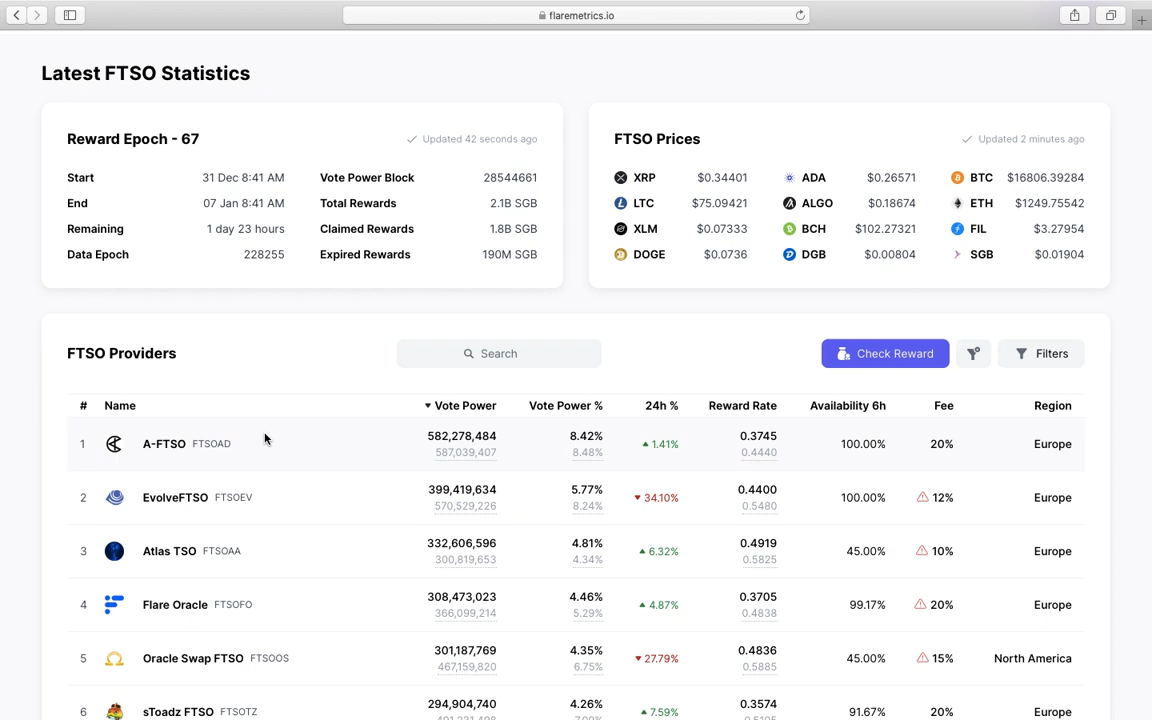 flaremetrics.io
Latest FTSO Statistics
Reward Epoch - 67
Updated 42 seconds ago
Start 31 Dec 8:41 AM Vote Power Block 28544661
End 07 Jan 8:41 AM Total Rewards 2.1B SGB
Remaining 1 day 23 hours Claimed Rewards 1.8B SGB
Data Epoch 228255 Expired Rewards 190M SGB
FTSO Prices
Updated 2 minutes ago
XRP $0.34401 ADA $0.26571 BTC $16806.39284
LTC $75.09421 ALGO $0.18674 ETH $1249.75542
XLM $0.07333 BCH $102.27321 FIL $3.27954
DOGE $0.0736 DGB $0.00804 SGB $0.01904
FTSO Providers Search Check Reward Filters
# Name Vote Power Vote Power % 24h % Reward Rate Availability 6h Fee Region
1 A-FTSO FTSOAD 582,278,484 8.42% 1.41% 0.3745 100.00% 20% Europe
587,039,407 8.48% 0.4440
2 EvolveFTSO FTSOEV 399,419,634 5.77% 34.10% 0.4400 100.00% 12% Europe
570,529,226 8.24% 0.5480
3 Atlas TSO FTSOAA 332,606,596 4.81% 6.32% 0.4919 45.00% 10% Europe
300,819,653 4.34% 0.5825
4 Flare Oracle FTSOFO 308,473,023 4.46% 4.87% 0.3705 99.17% 20% Europe
366,099,214 5.29% 0.4838
5 Oracle Swap FTSO FTSOOS 301,187,769 4.35% 27.79% 0.4836 45.00% 15% North America
467,159,820 6.75% 0.5885
6 sToadz FTSO FTSOTZ 294,904,740 4.26% 7.59% 0.3574 91.67% 20% Europe